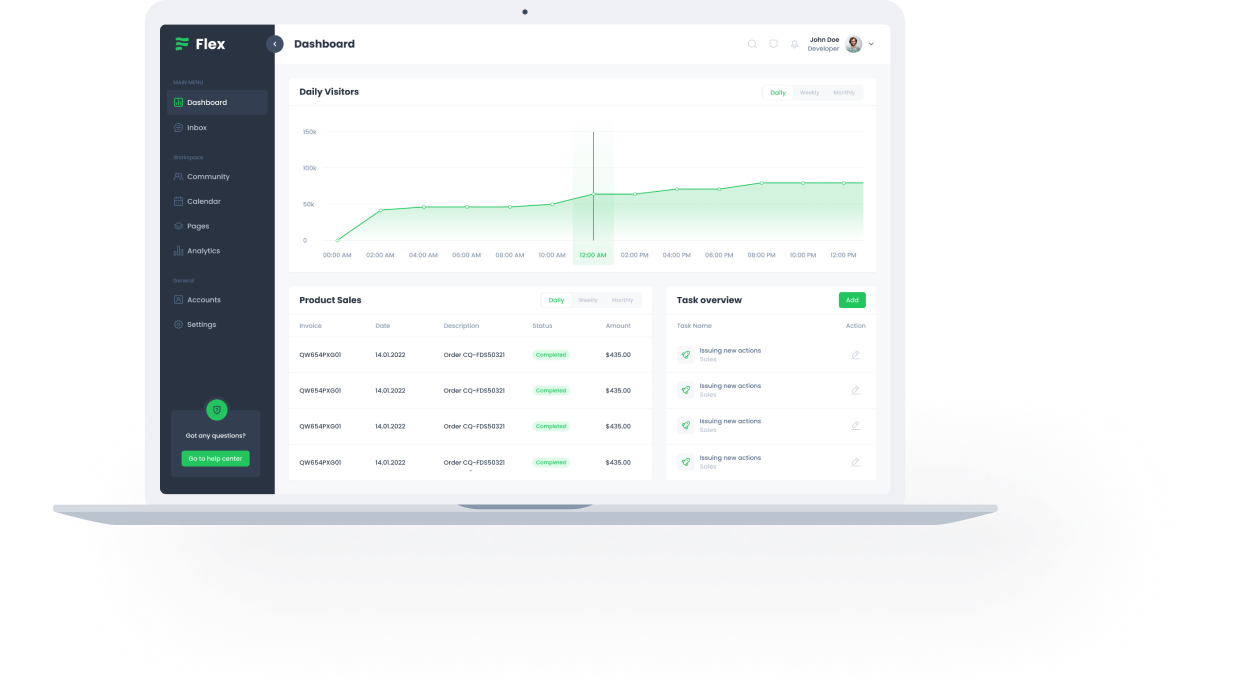 Flex
Dashboard
John Doe
Developer
MAIN MENU
Dashboard
Inbox
Workspace
Community
Calendar
Pages
Analytics
General
Accounts
Settings
Got any questions?
Go to help center
Daily Visitors
Daily Weekly Monthly
150k
100k
50k
0
00:00 AM 02:00 AM 04:00 AM 06:00 AM 08:00 AM 10:00 AM 12:00 AM 02:00 PM 04:00 PM 06:00 PM 08:00 PM 10:00 PM 12:00 PM
Product Sales
Daily Weekly Monthly
Invoice Date Description Status Amount
QW654PXG01 14.01.2022 Order CQ-FDS50321 Completed $435.00
QW654PXG01 14.01.2022 Order CQ-FDS50321 Completed $435.00
QW654PXG01 14.01.2022 Order CQ-FDS50321 Completed $435.00
QW654PXG01 14.01.2022 Order CQ-FDS50321 Completed $435.00
Task overview
Add
Task Name Action
Issuing new actions
Sales
Issuing new actions
Sales
Issuing new actions
Sales
Issuing new actions
Sales